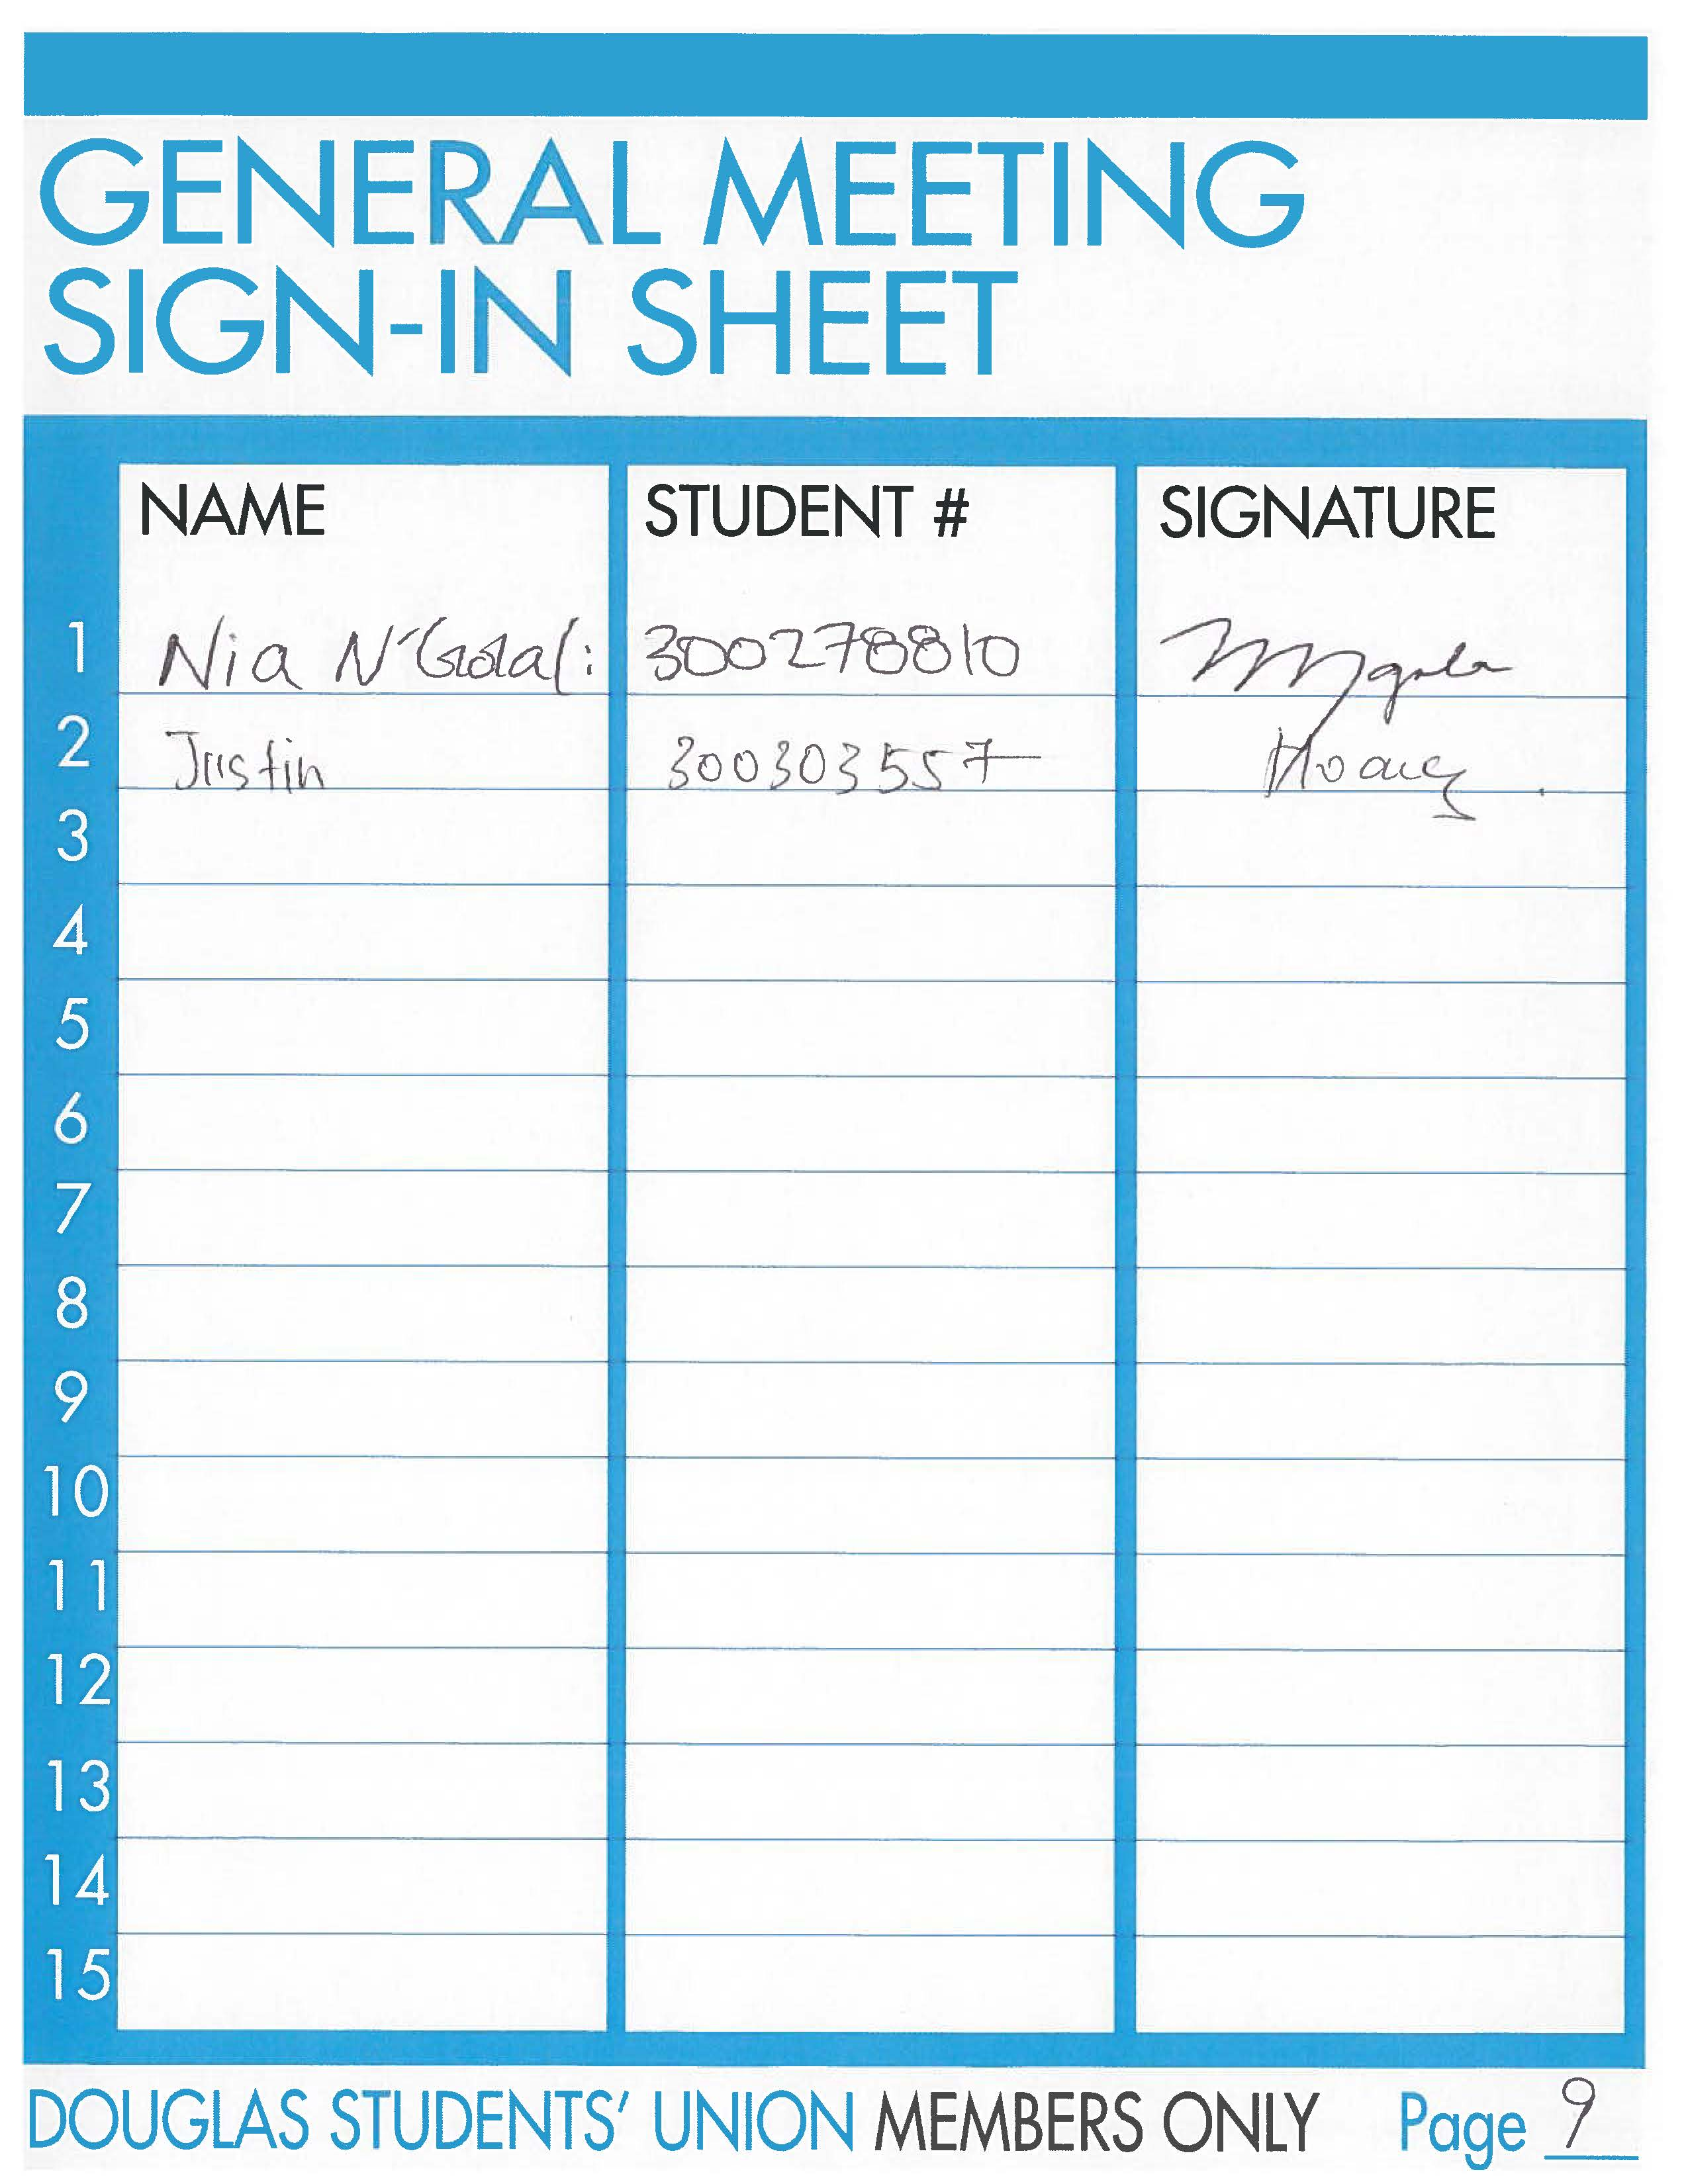 GENERAL MEETING
SIGN-IN SHEET
NAME STUDENT # SIGNATURE
1 Nia 300278810
2 Justin 300303557 Hoang
3
4
5
6
7
8
9
10
11
12
13
14
15
DOUGLAS STUDENTS' UNION MEMBERS ONLY Page 9